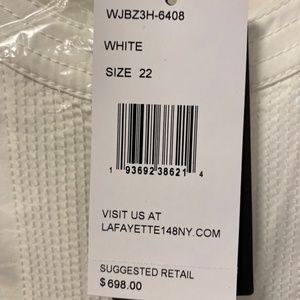 WJBZ3H-6408
WHITE
SIZE 22
1 93692 38621 4
VISIT US AT
LAFAYETTE148NY.COM
SUGGESTED RETAIL
$ 698.00